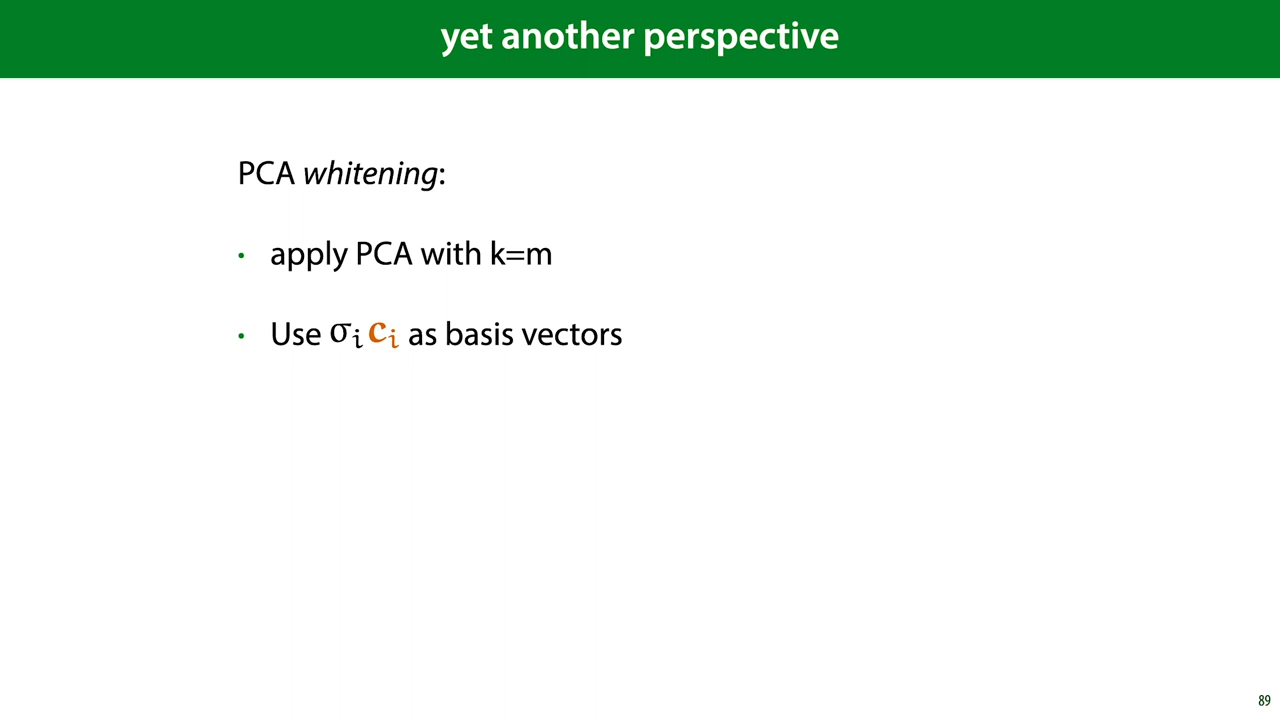 yet another perspective
PCA whitening:
• apply PCA with k=m
• Use σᵢ cᵢ as basis vectors
89